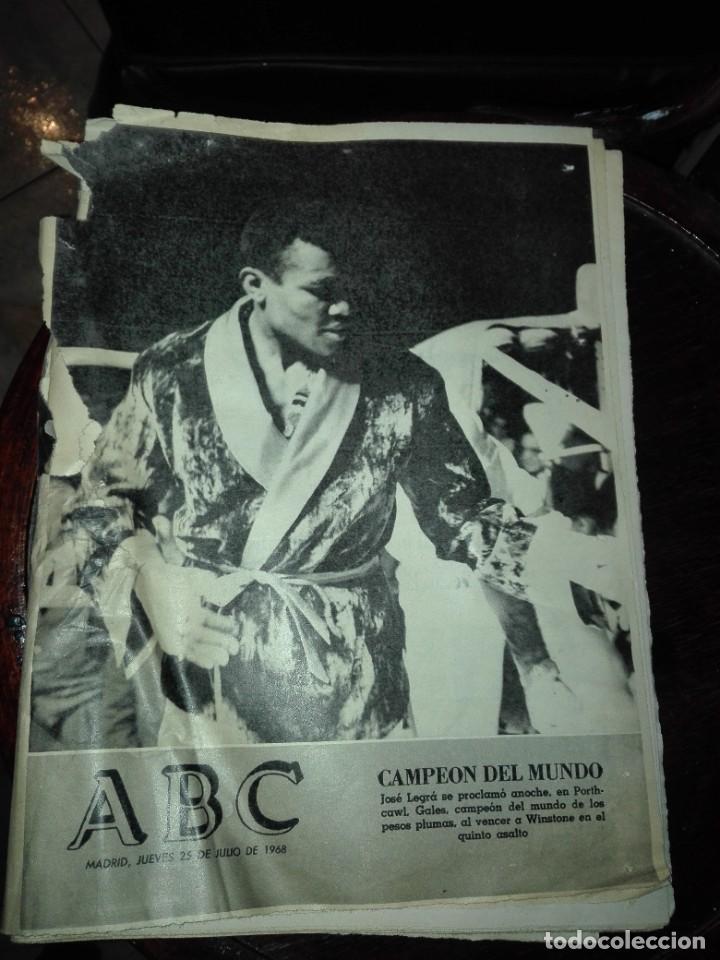 ABC
MADRID, JUEVES 25 DE JULIO DE 1968
CAMPEON DEL MUNDO
José Legrá se proclamó anoche, en Porth-
cawl, Gales, campeón del mundo de los
pesos plumas, al vencer a Winstone en el
quinto asalto
todocoleccion